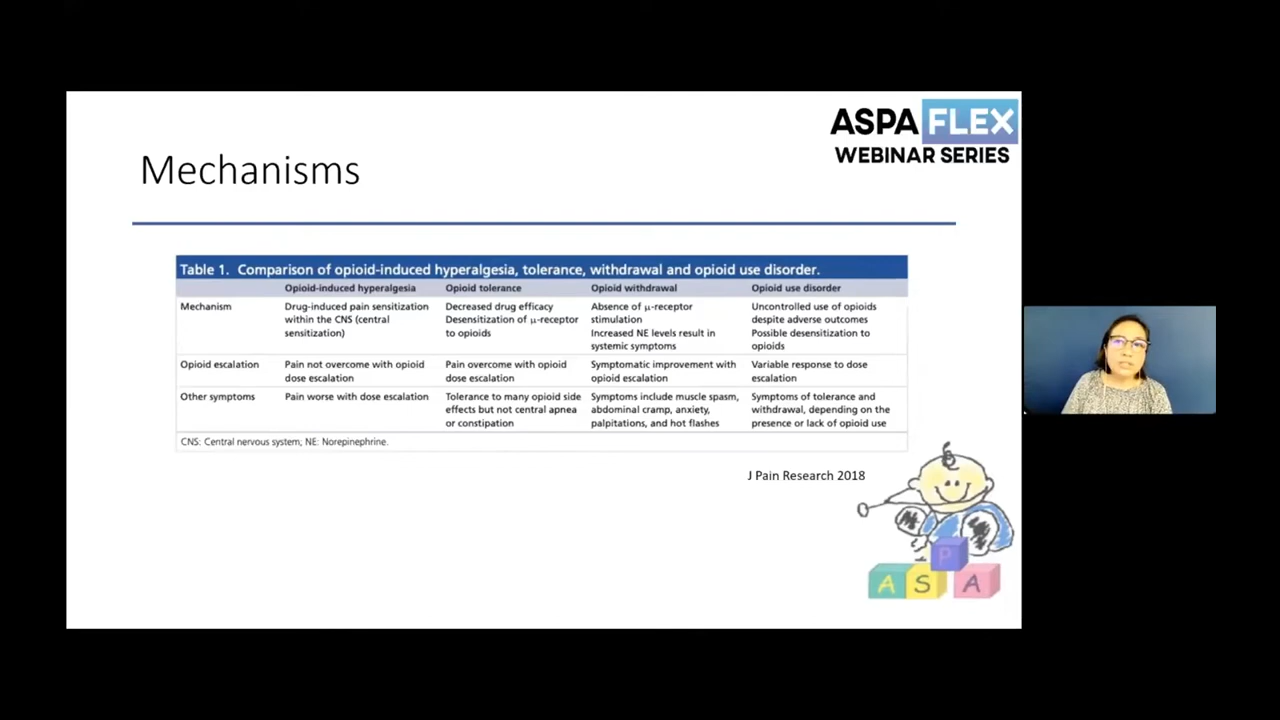 ASPA FLEX
WEBINAR SERIES
Mechanisms
Table 1. Comparison of opioid-induced hyperalgesia, tolerance, withdrawal and opioid use disorder.
Opioid-induced hyperalgesia Opioid tolerance Opioid withdrawal Opioid use disorder
Mechanism Drug-induced pain sensitization Decreased drug efficacy Absence of μ-receptor Uncontrolled use of opioids
within the CNS (central Desensitization of μ-receptor stimulation despite adverse outcomes
sensitization) to opioids Increased NE levels result in Possible desensitization to
systemic symptoms opioids
Opioid escalation Pain not overcome with opioid Pain overcome with opioid Symptomatic improvement with Variable response to dose
dose escalation dose escalation opioid escalation escalation
Other symptoms Pain worse with dose escalation Tolerance to many opioid side Symptoms include muscle spasm, Symptoms of tolerance and
effects but not central apnea abdominal cramp, anxiety, withdrawal, depending on the
or constipation palpitations, and hot flashes presence or lack of opioid use
CNS: Central nervous system; NE: Norepinephrine.
J Pain Research 2018
P
A S A